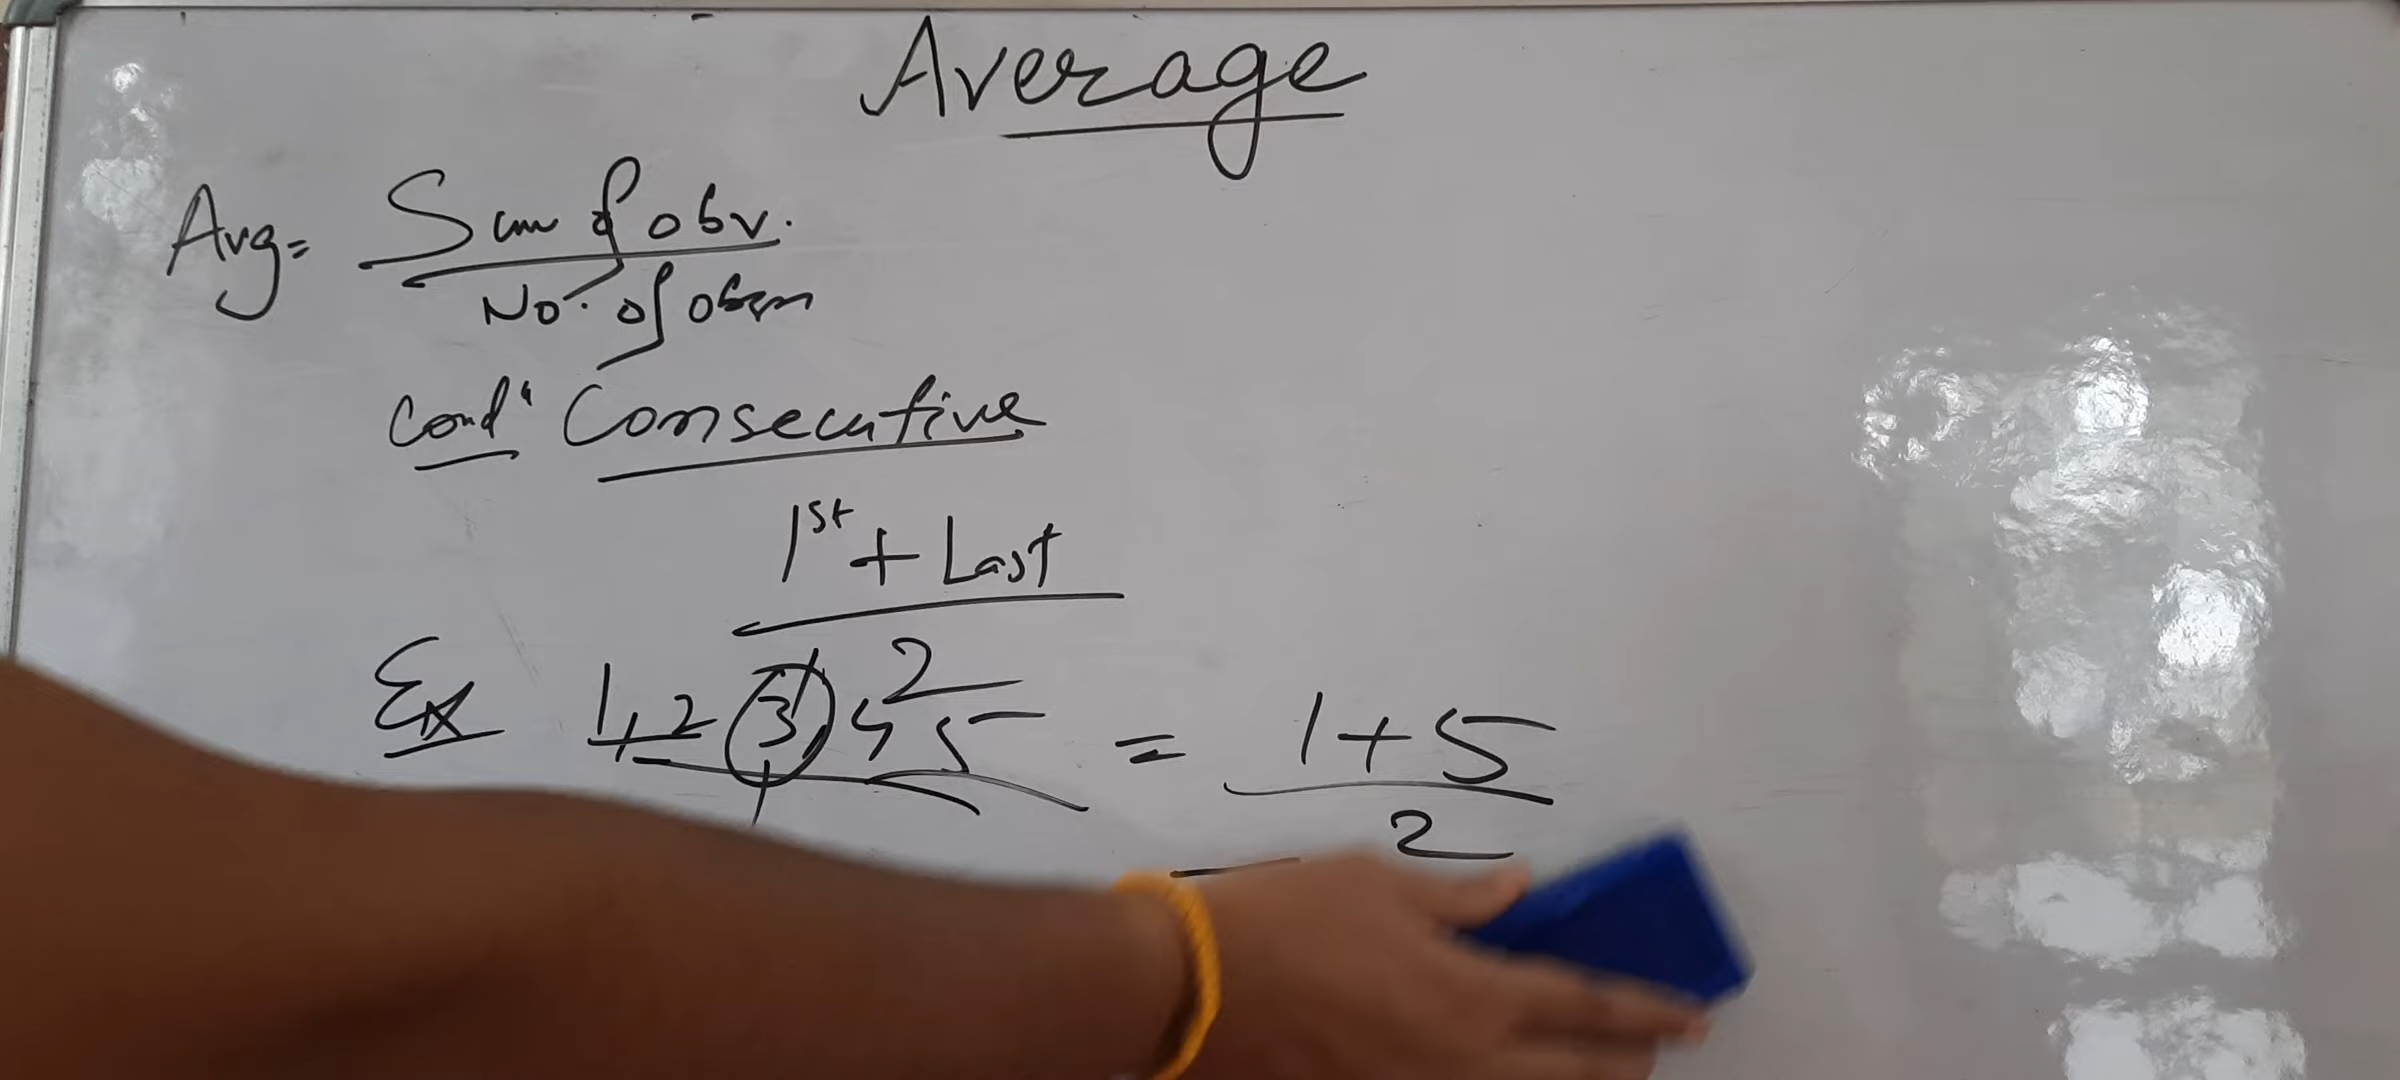 Average
Avg = Sum of obv.
No. of obsn
Condn Consecutive
1st + Last
2
Ex 1, 2 3, 4 5 = 1 + 5
2